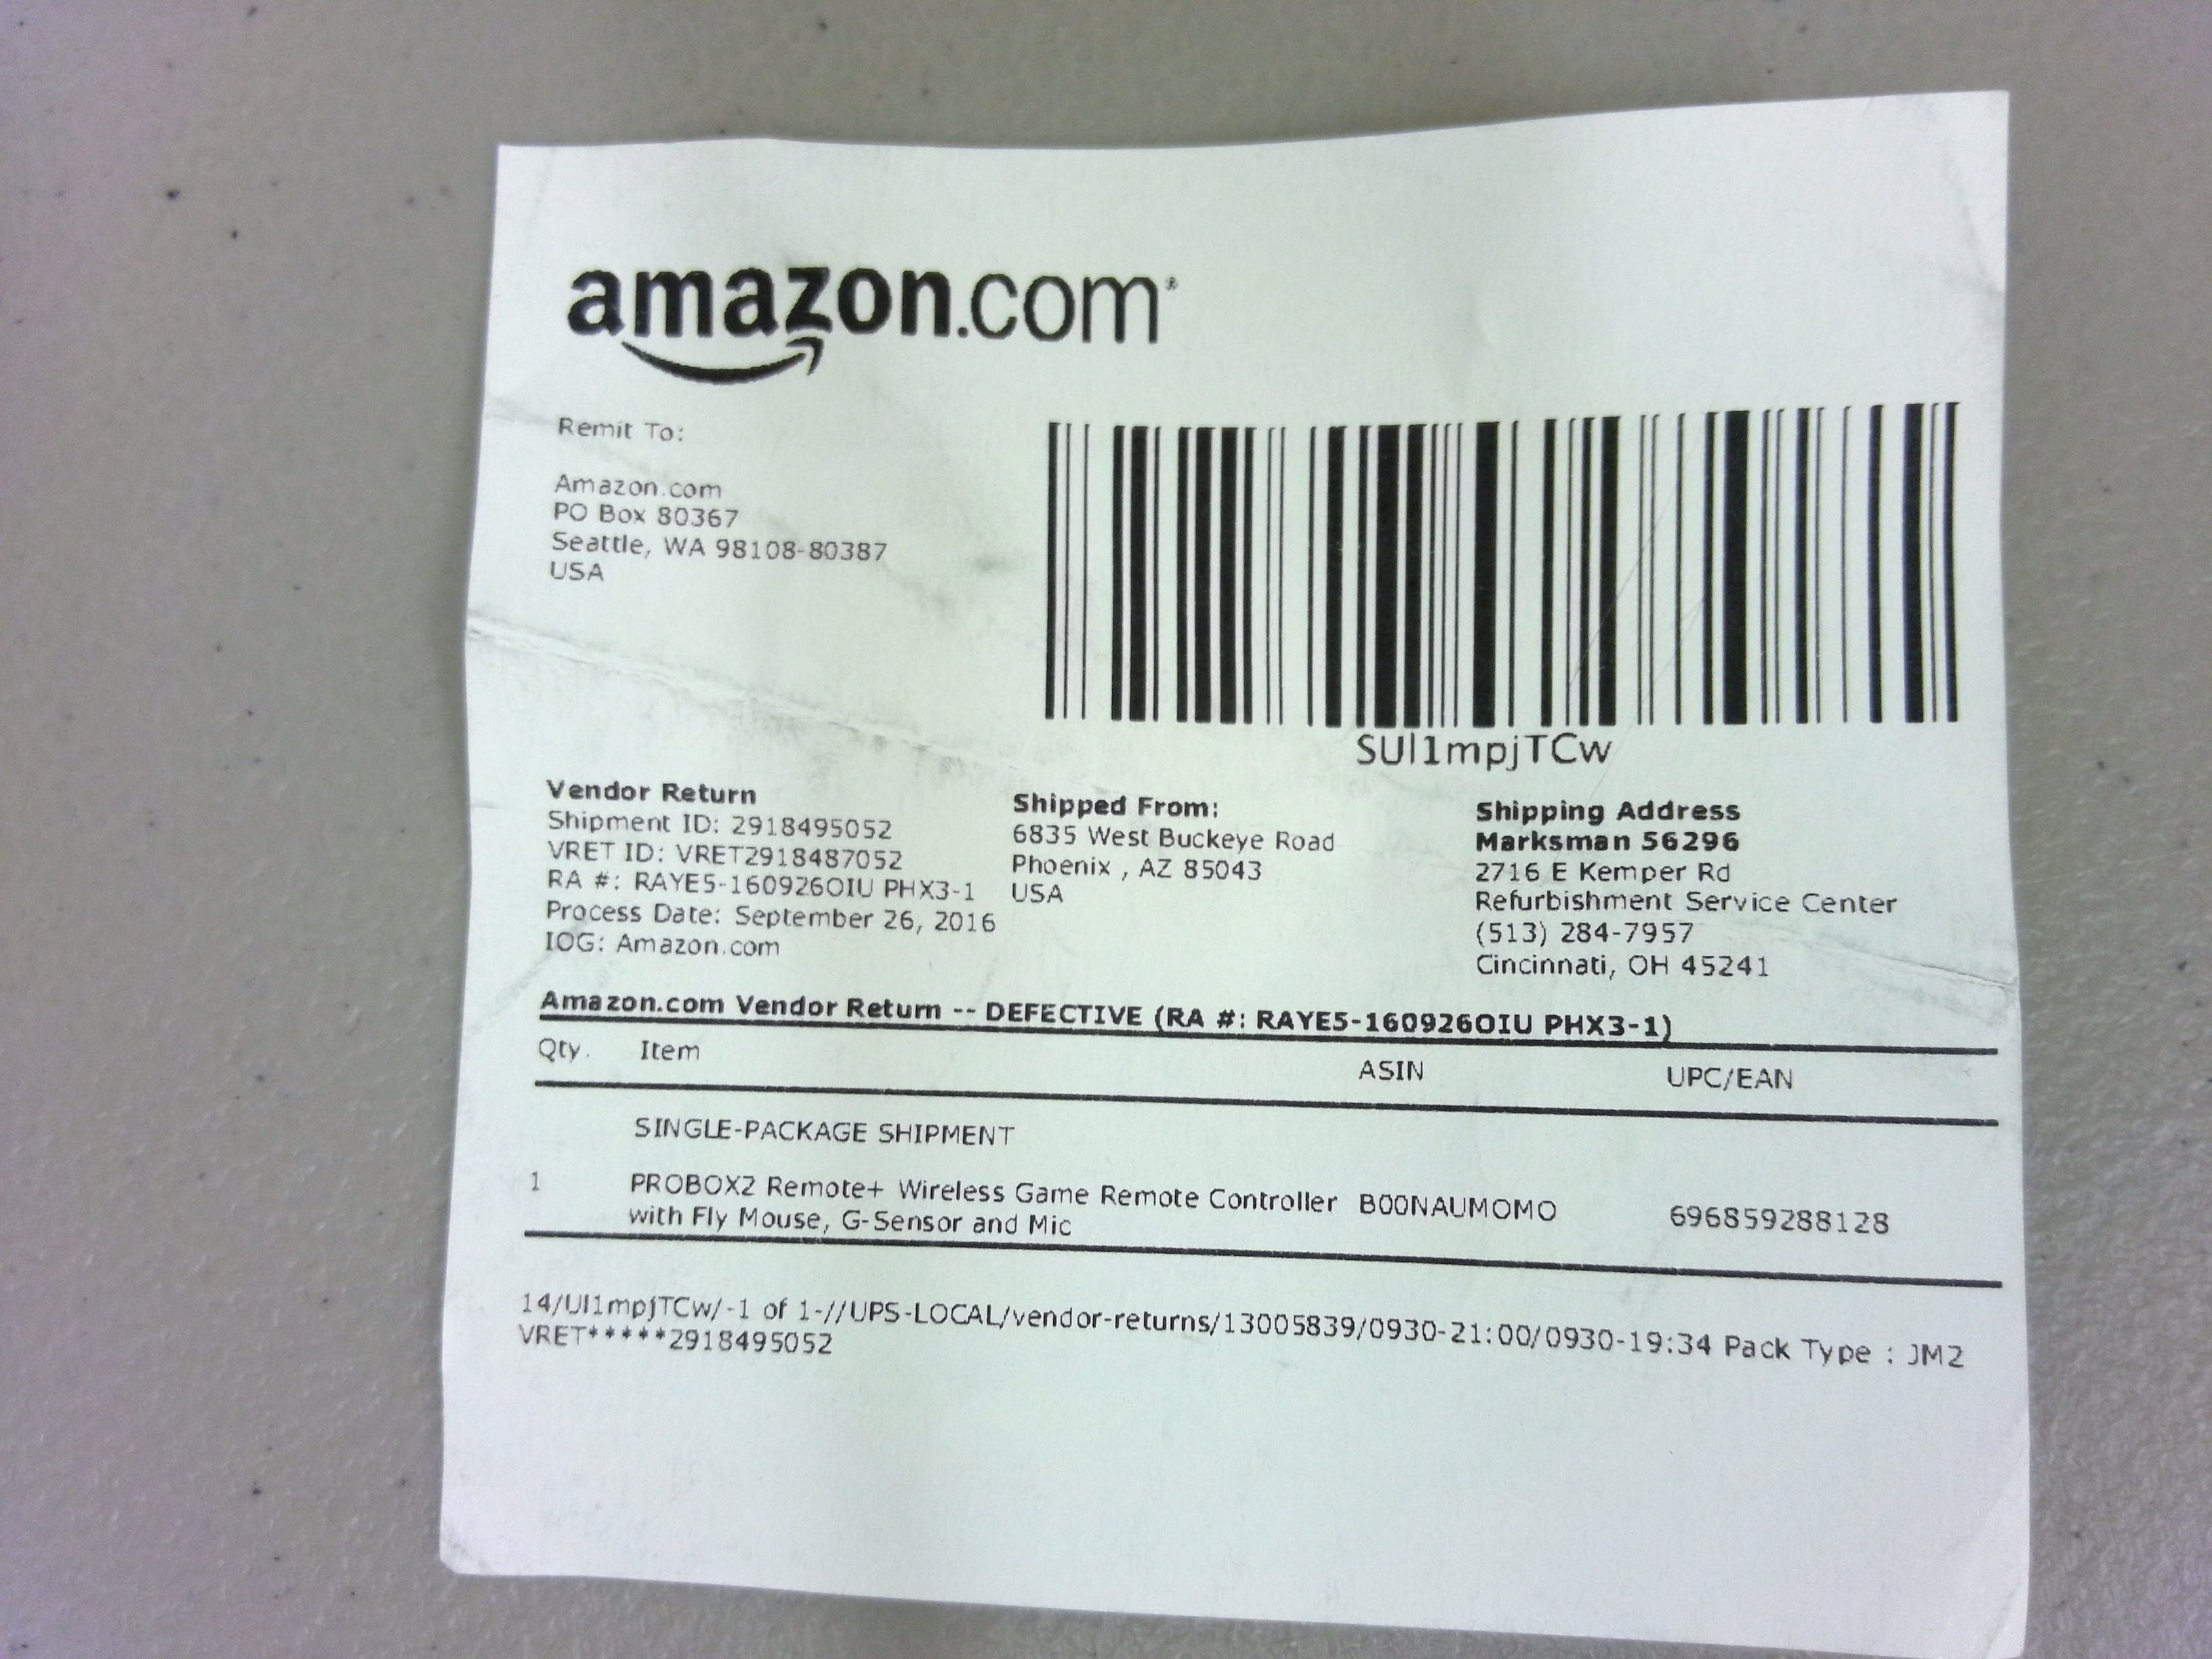 amazon.com
Remit To:
Amazon.com
PO Box 80367
Seattle, WA 98108-80387
USA
SUl1mpjTCw
Vendor Return
Shipment ID: 2918495052
VRET ID: VRET2918487052
RA #: RAYE5-160926OIU PHX3-1
Process Date: September 26, 2016
IOG: Amazon.com
Shipped From:
6835 West Buckeye Road
Phoenix , AZ 85043
USA
Shipping Address
Marksman 56296
2716 E Kemper Rd
Refurbishment Service Center
(513) 284-7957
Cincinnati, OH 45241
Amazon.com Vendor Return -- DEFECTIVE (RA #: RAYE5-160926OIU PHX3-1)
Qty. Item ASIN UPC/EAN
SINGLE-PACKAGE SHIPMENT
1 PROBOX2 Remote+ Wireless Game Remote Controller B00NAUMOMO 696859288128
with Fly Mouse, G-Sensor and Mic
14/Ul1mpjTCw/-1 of 1-//UPS-LOCAL/vendor-returns/13005839/0930-21:00/0930-19:34 Pack Type : JM2
VRET*****2918495052